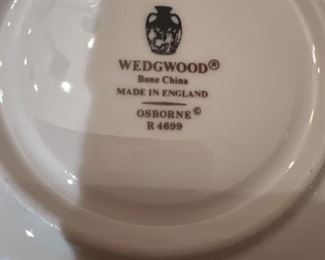 WEDGWOOD®
Bone China
MADE IN ENGLAND
OSBORNE©
R 4699